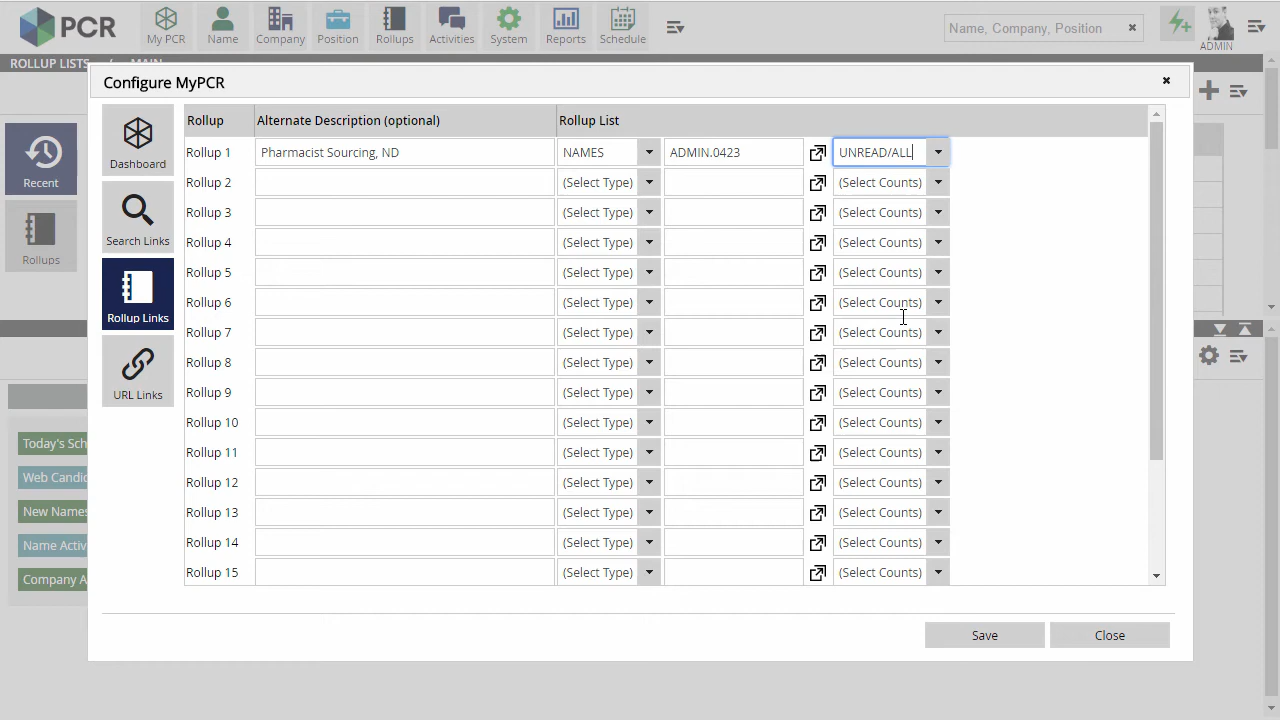 PCR
My PCR
Name
Company
Position
Rollups
Activities
System
Reports
Schedule
Name, Company, Position
ADMIN
ROLLUP LISTS / MAIN
Configure MyPCR
Recent
Rollups
Dashboard
Search Links
Rollup Links
URL Links
Rollup Alternate Description (optional) Rollup List
Rollup 1 Pharmacist Sourcing, ND NAMES ADMIN.0423 UNREAD/ALL
Rollup 2 (Select Type) (Select Counts)
Rollup 3 (Select Type) (Select Counts)
Rollup 4 (Select Type) (Select Counts)
Rollup 5 (Select Type) (Select Counts)
Rollup 6 (Select Type) (Select Counts)
Rollup 7 (Select Type) (Select Counts)
Rollup 8 (Select Type) (Select Counts)
Rollup 9 (Select Type) (Select Counts)
Rollup 10 (Select Type) (Select Counts)
Rollup 11 (Select Type) (Select Counts)
Rollup 12 (Select Type) (Select Counts)
Rollup 13 (Select Type) (Select Counts)
Rollup 14 (Select Type) (Select Counts)
Rollup 15 (Select Type) (Select Counts)
Today's Sch
Web Candid
New Names
Name Activ
Company A
Save
Close